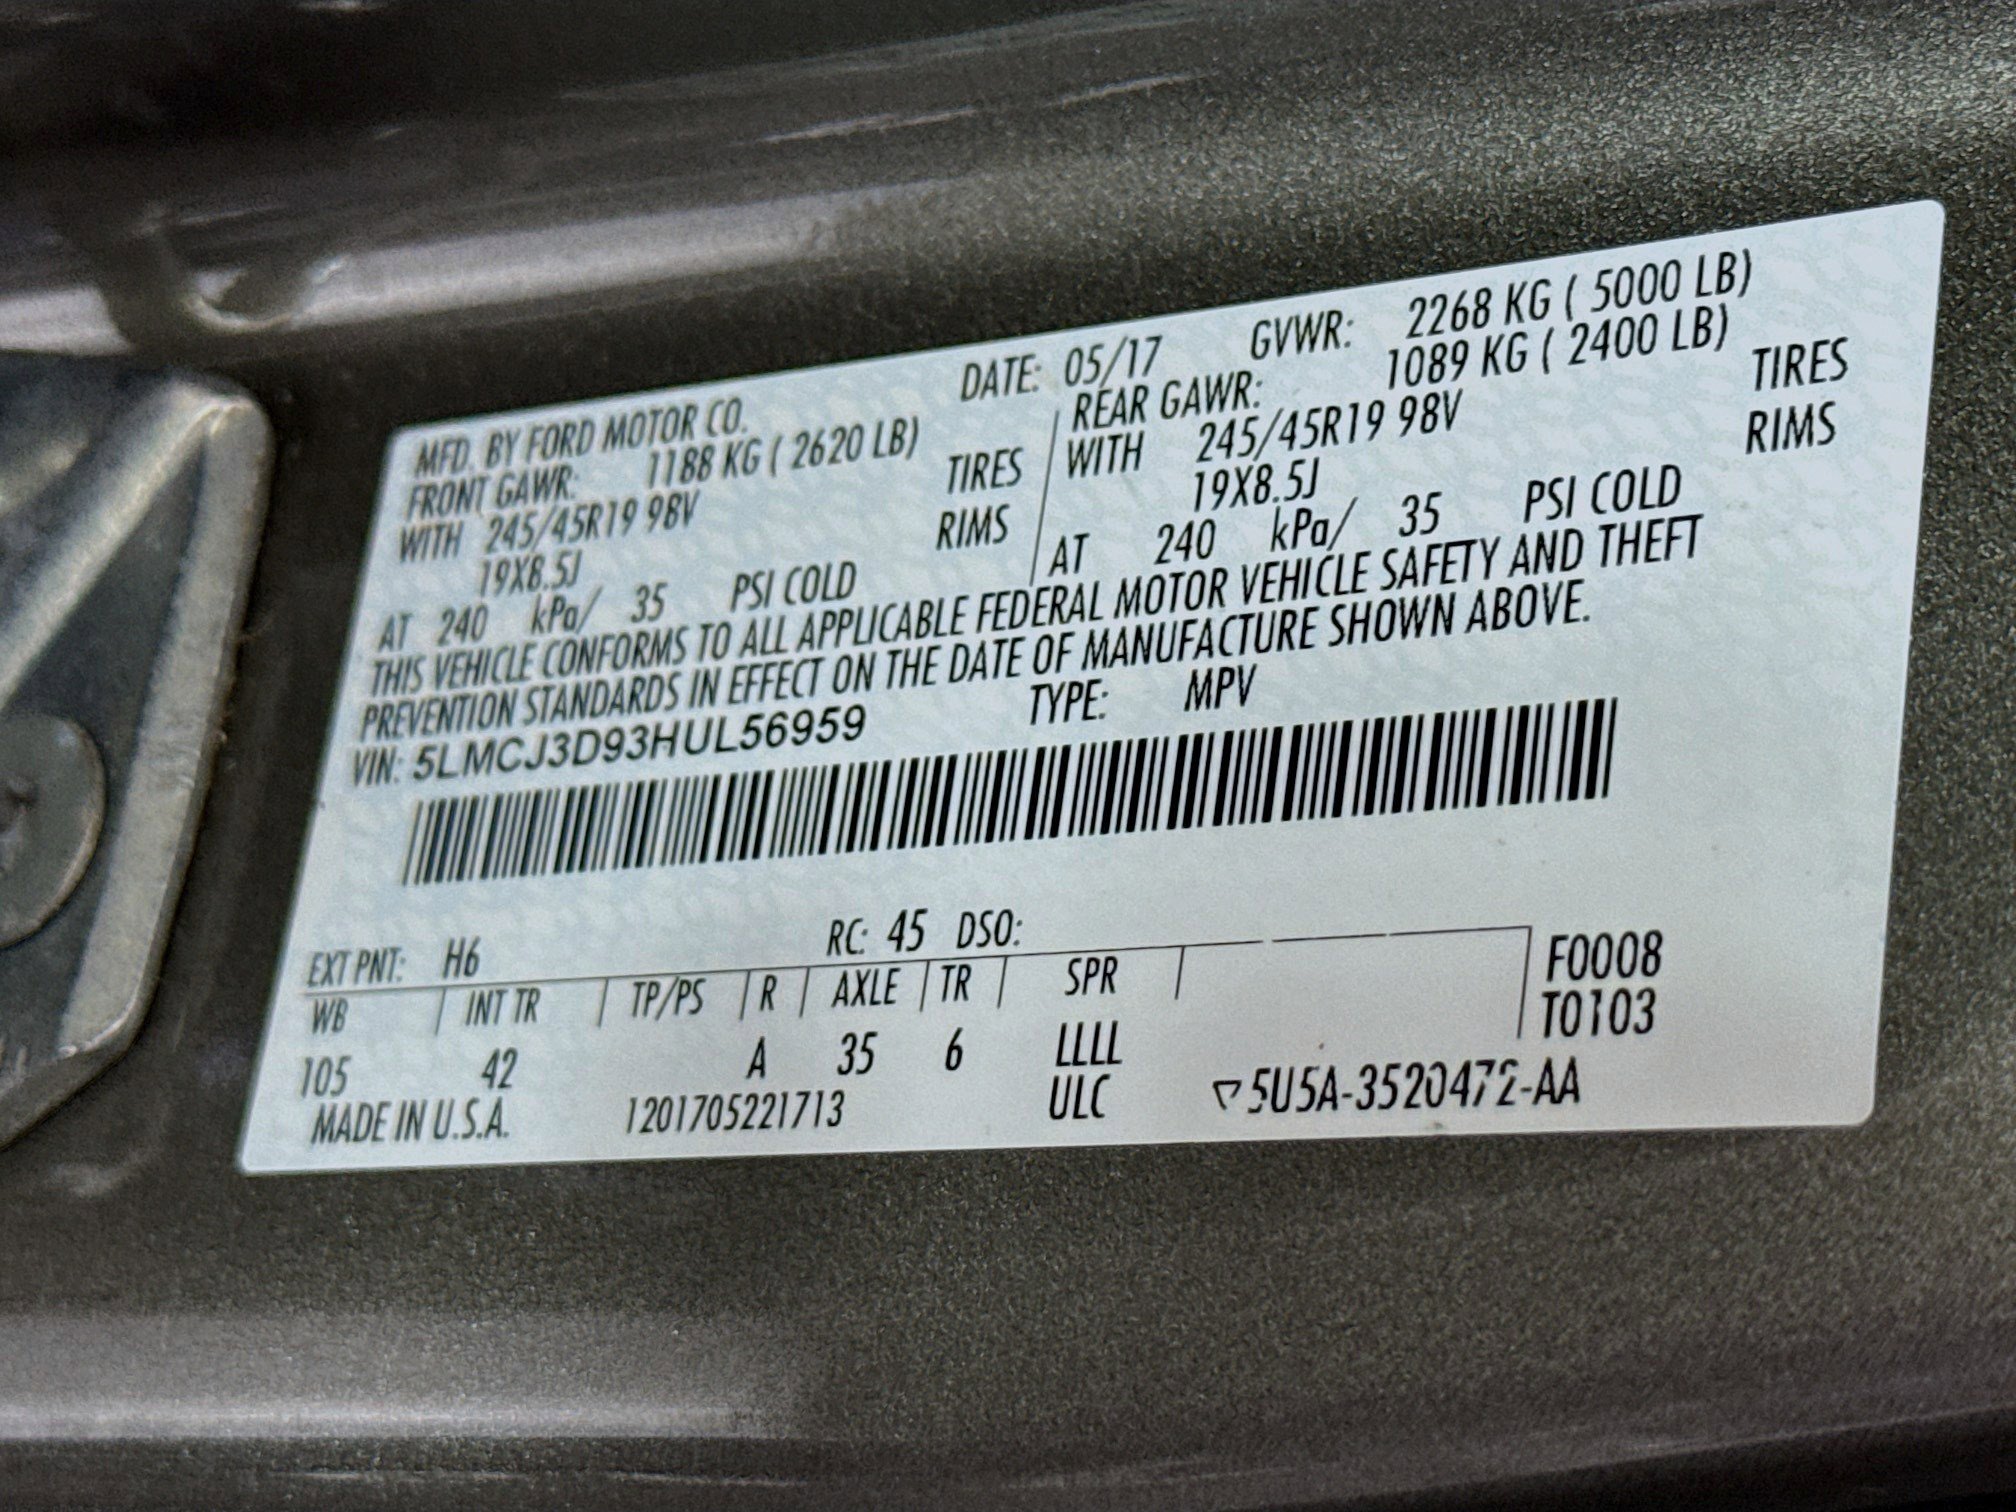 MFD. BY FORD MOTOR CO. DATE: 05/17 GVWR: 2268 KG ( 5000 LB)
FRONT GAWR: 1188 KG ( 2620 LB) REAR GAWR: 1089 KG ( 2400 LB)
WITH 245/45R19 98V TIRES WITH 245/45R19 98V TIRES
19X8.5J RIMS 19X8.5J RIMS
AT 240 kPa/ 35 PSI COLD AT 240 kPa/ 35 PSI COLD
THIS VEHICLE CONFORMS TO ALL APPLICABLE FEDERAL MOTOR VEHICLE SAFETY AND THEFT
PREVENTION STANDARDS IN EFFECT ON THE DATE OF MANUFACTURE SHOWN ABOVE.
VIN: 5LMCJ3D93HUL56959 TYPE: MPV
EXT PNT: H6 RC: 45 DSO: F0008
WB INT TR TP/PS R AXLE TR SPR T0103
105 42 A 35 6 LLLL
MADE IN U.S.A. 1201705221713 ULC 5U5A-3520472-AA